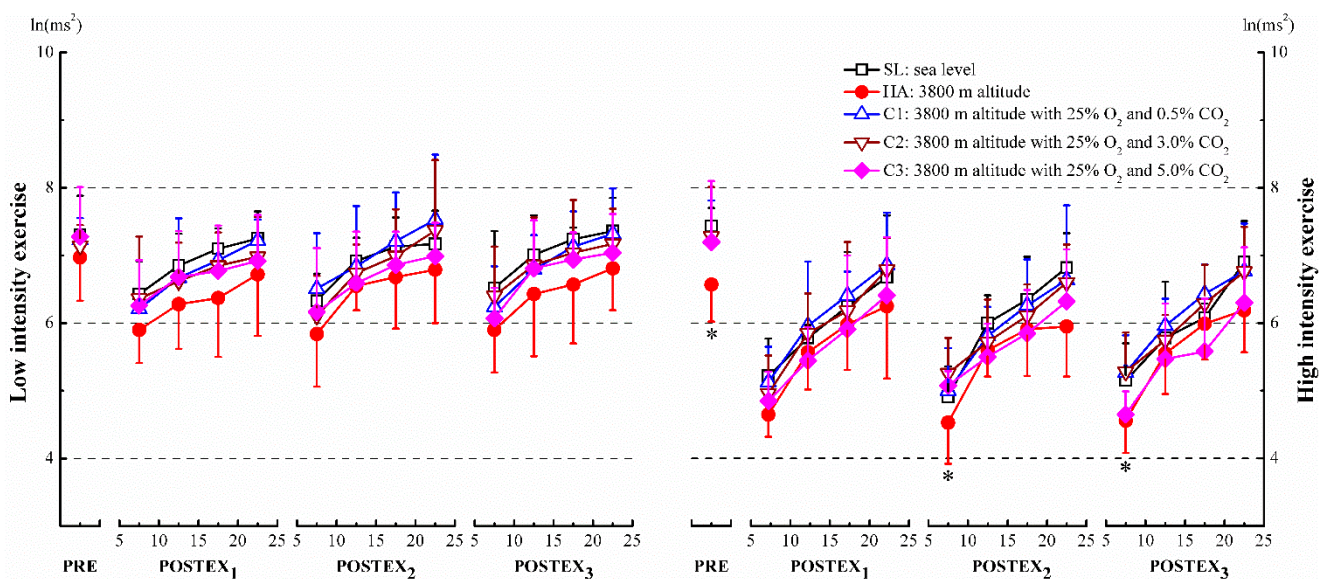 ln(ms²) ln(ms²)
10 10
SL: sea level
HA: 3800 m altitude
C1: 3800 m altitude with 25% O₂ and 0.5% CO₂
C2: 3800 m altitude with 25% O₂ and 3.0% CO₂
C3: 3800 m altitude with 25% O₂ and 5.0% CO₂
8 8
Low intensity exercise
High intensity exercise
6 6
*
4 4
* *
5 10 15 20 25 5 10 15 20 25 5 10 15 20 25 5 10 15 20 25 5 10 15 20 25 5 10 15 20 25
PRE POSTEX₁ POSTEX₂ POSTEX₃ PRE POSTEX₁ POSTEX₂ POSTEX₃